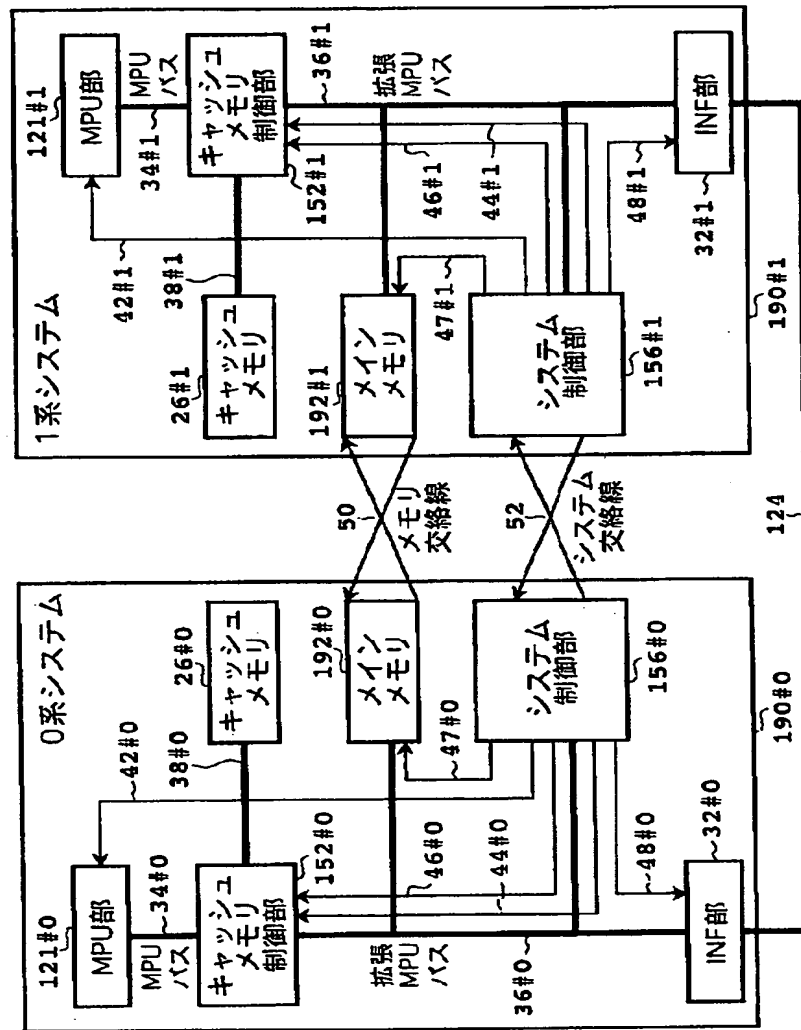 0系システム
121#0
MPU部
34#0
MPU
バス
42#0
キャッシュ
メモリ
制御部
152#0
38#0
キャッシュ
メモリ
26#0
46#0
44#0
拡張
MPU
バス
36#0
メイン
メモリ
192#0
47#0
システム
制御部
156#0
48#0
INF部
32#0
190#0
50
メモリ
交絡線
52
システム
交絡線
124
1系システム
121#1
MPU部
34#1
MPU
バス
42#1
キャッシュ
メモリ
制御部
152#1
38#1
キャッシュ
メモリ
26#1
36#1
拡張
MPU
バス
46#1
44#1
メイン
メモリ
192#1
47#1
システム
制御部
156#1
48#1
INF部
32#1
190#1